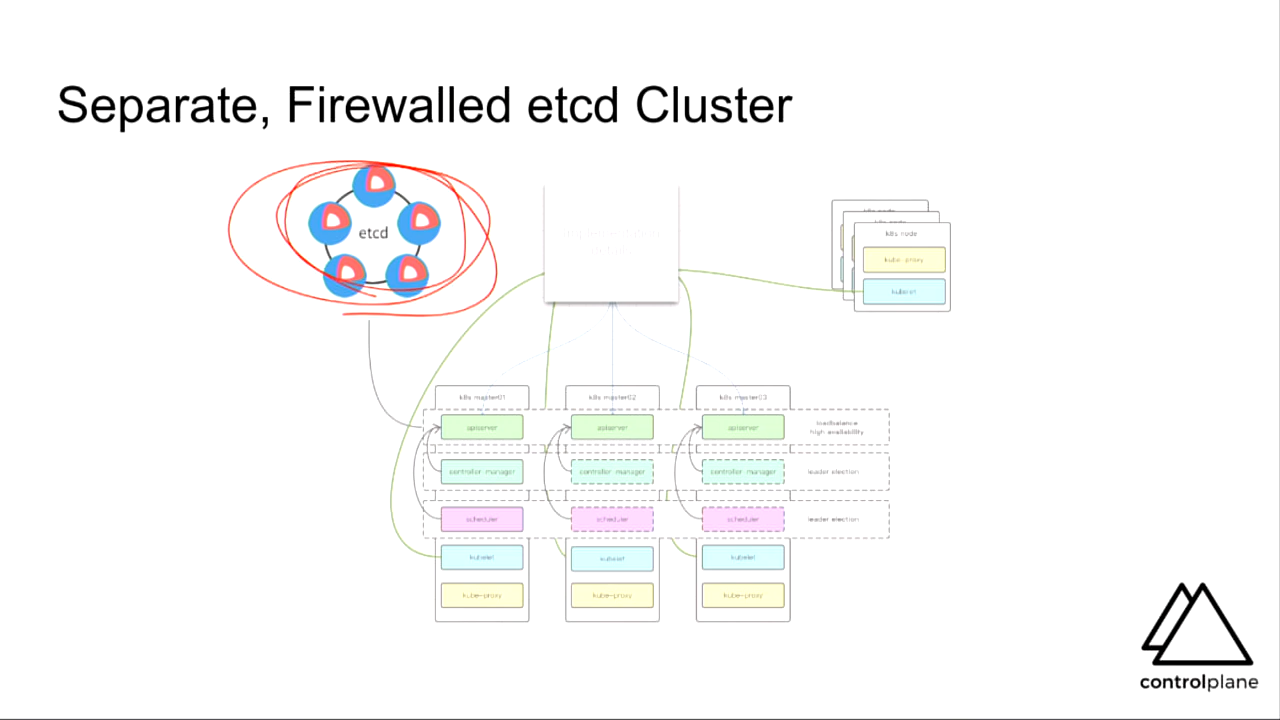 Separate, Firewalled etcd Cluster
etcd
k8s node
kube-proxy
kubelet
k8s master01
k8s master02
k8s master03
apiserver
apiserver
apiserver
loadbalance
high availability
controller manager
controller manager
controller manager
leader election
scheduler
scheduler
scheduler
leader election
kubelet
kubelet
kubelet
kube-proxy
kube-proxy
kube-proxy
controlplane